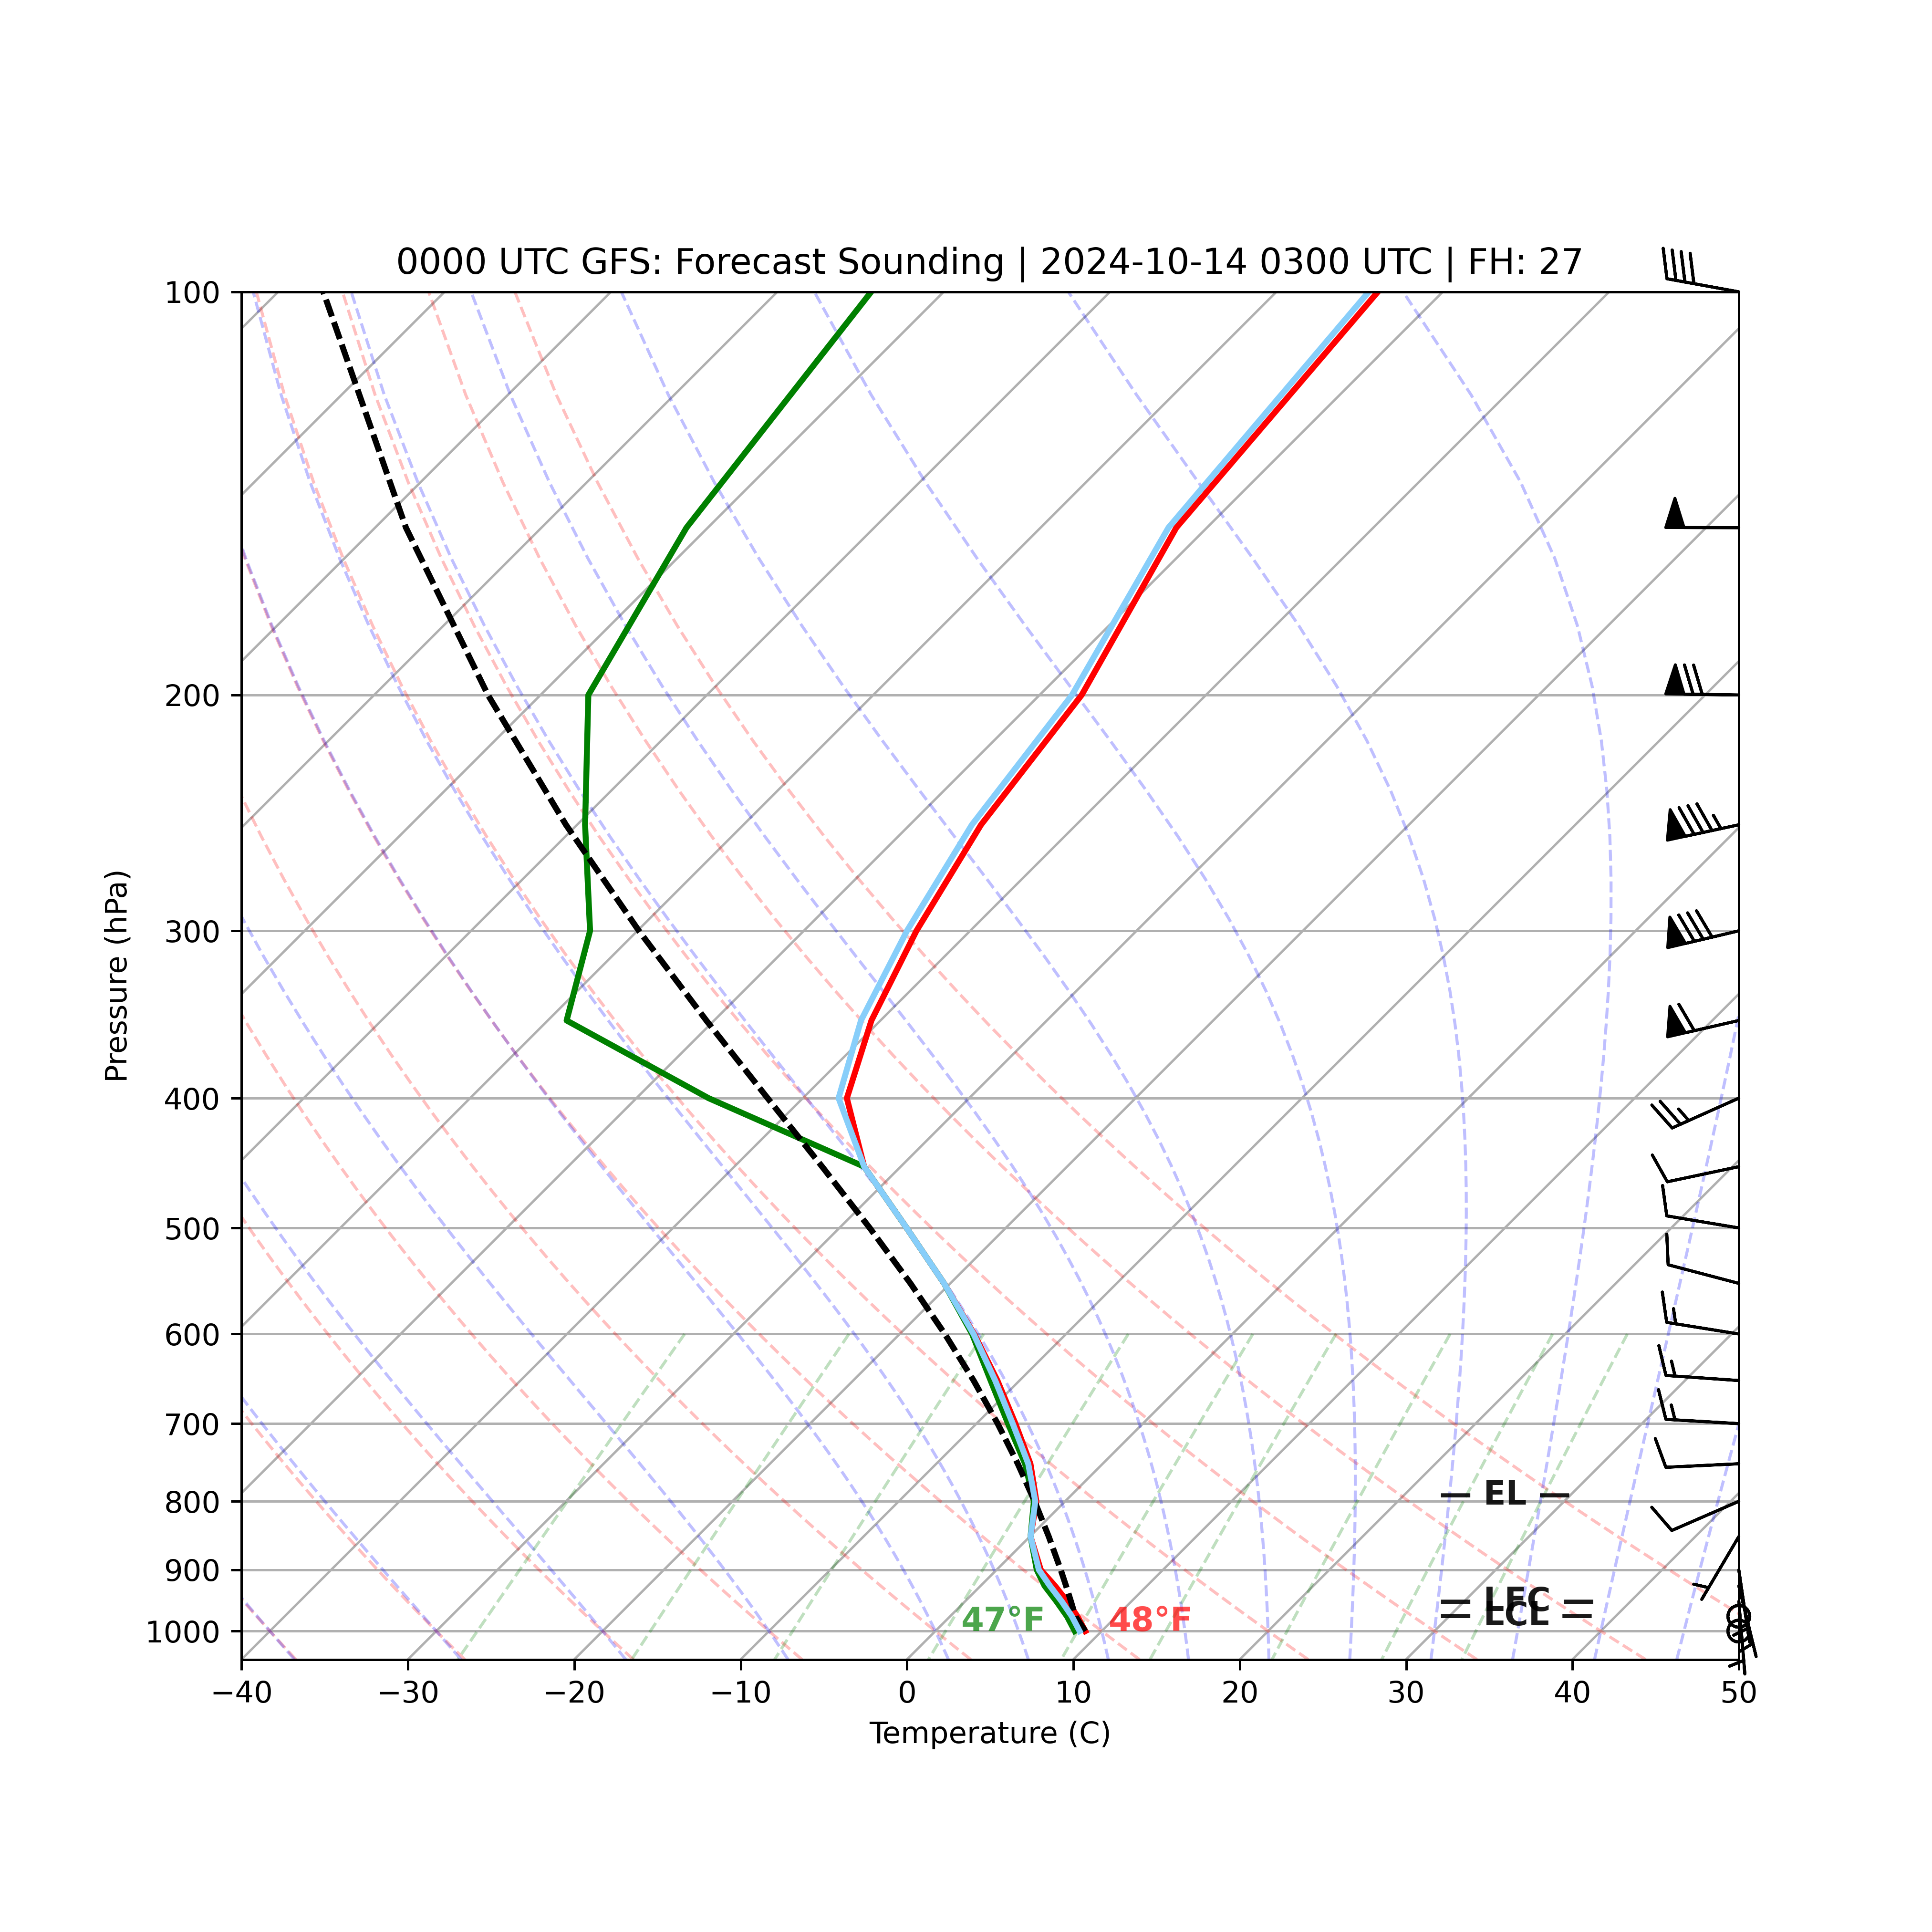 0000 UTC GFS: Forecast Sounding | 2024-10-14 0300 UTC | FH: 27
100
200
300
400
500
600
700
800
900
1000
Pressure (hPa)
— EL —
— LFC —
— LCL —
47°F 48°F
−40 −30 −20 −10 0 10 20 30 40 50
Temperature (C)